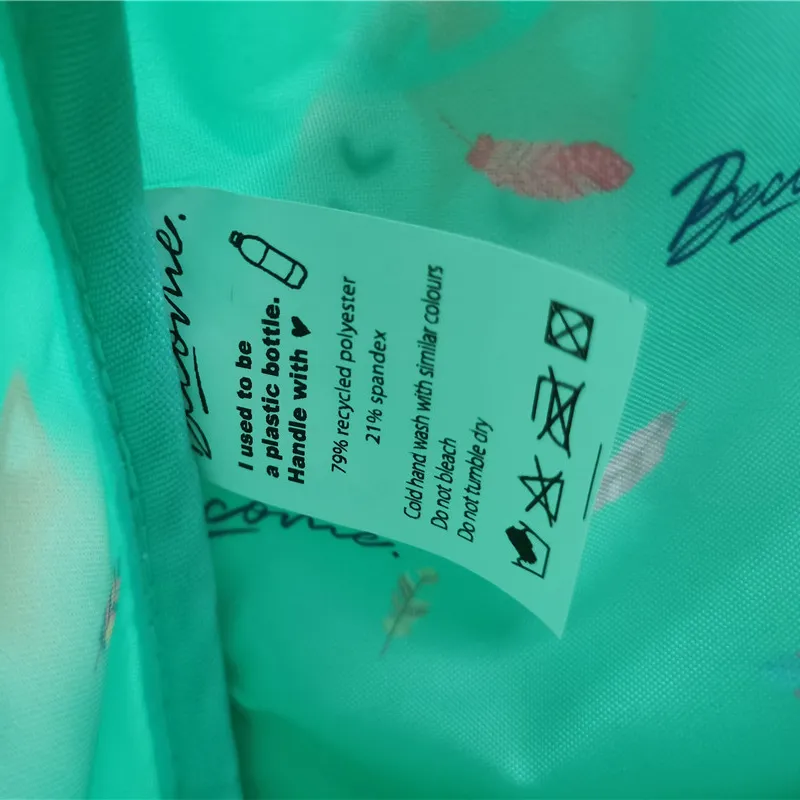 Become.
I used to be
a plastic bottle.
Handle with
79% recycled polyester
21% spandex
Cold hand wash with similar colours
Do not bleach
Do not tumble dry